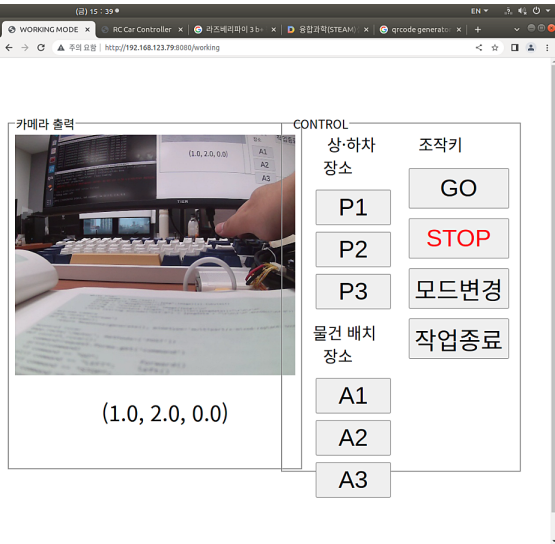 (금) 15 : 39
EN
WORKING MODE
RC Car Controller
라즈베리파이 3 b+
융합과학(STEAM)
qrcode generator
주의 요함
http://192.168.123.79:8080/working
카메라 출력
CONTROL
(1.0, 2.0, 0.0)
A1
A2
A3
상·하차
장소
조작키
P1
GO
P2
STOP
P3
모드변경
물건 배치
장소
작업종료
A1
(1.0, 2.0, 0.0)
A2
A3